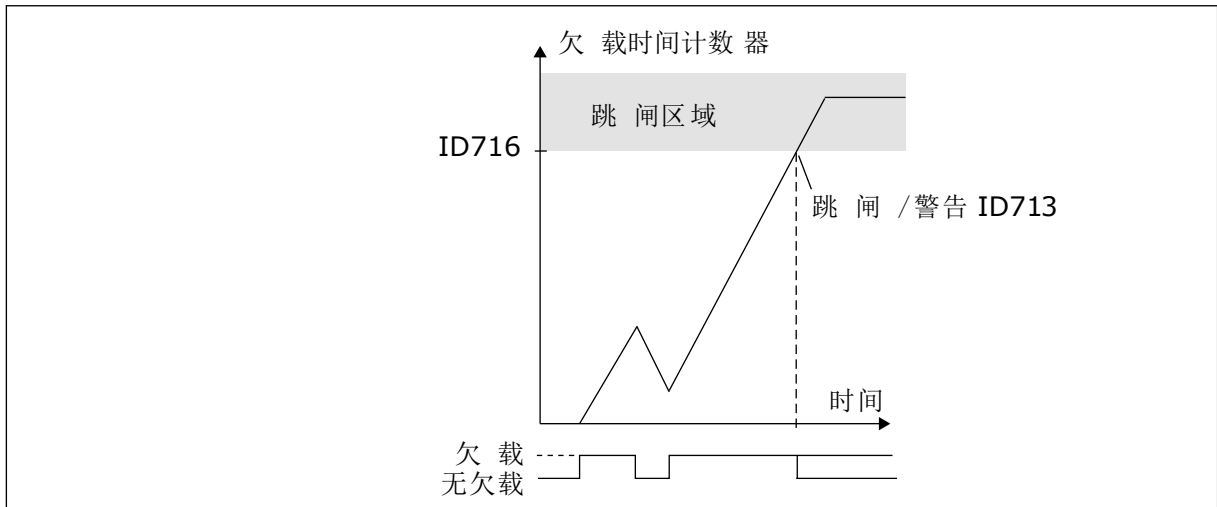 欠 载时间计数 器
跳 闸区域
ID716
跳 闸 /警告 ID713
时间
欠 载
无欠载